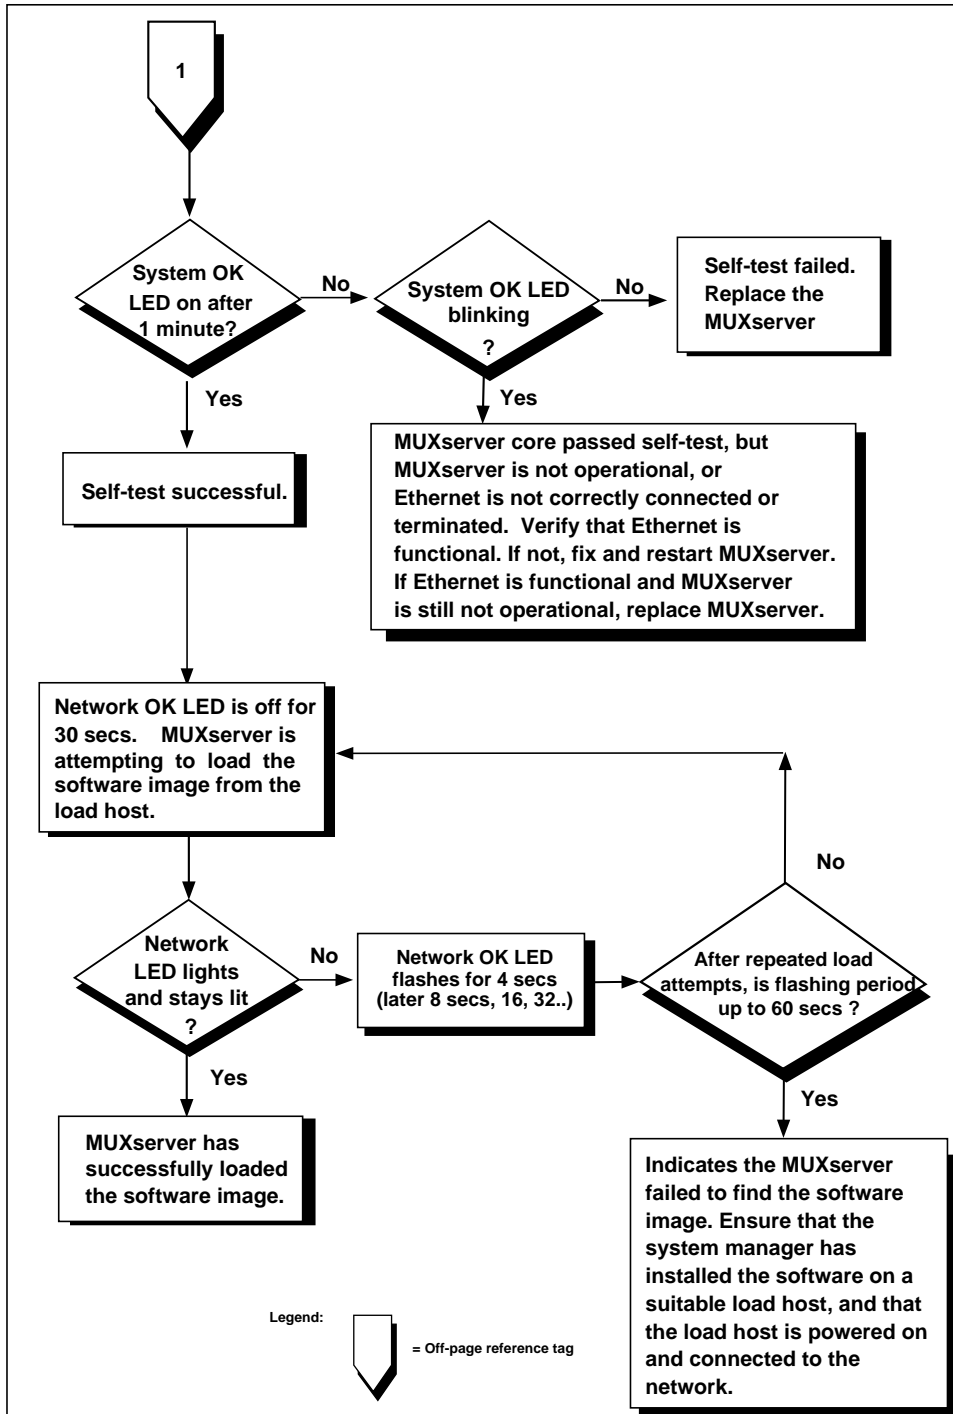 1
System OK
LED on after
1 minute?
No
System OK LED
blinking
?
No
Self-test failed.
Replace the
MUXserver
Yes
Yes
Self-test successful.
MUXserver core passed self-test, but
MUXserver is not operational, or
Ethernet is not correctly connected or
terminated. Verify that Ethernet is
functional. If not, fix and restart MUXserver.
If Ethernet is functional and MUXserver
is still not operational, replace MUXserver.
Network OK LED is off for
30 secs. MUXserver is
attempting to load the
software image from the
load host.
No
Network
LED lights
and stays lit
?
No
Network OK LED
flashes for 4 secs
(later 8 secs, 16, 32..)
After repeated load
attempts, is flashing period
up to 60 secs ?
Yes
Yes
MUXserver has
successfully loaded
the software image.
Indicates the MUXserver
failed to find the software
image. Ensure that the
system manager has
installed the software on a
suitable load host, and that
the load host is powered on
and connected to the
network.
Legend:
= Off-page reference tag